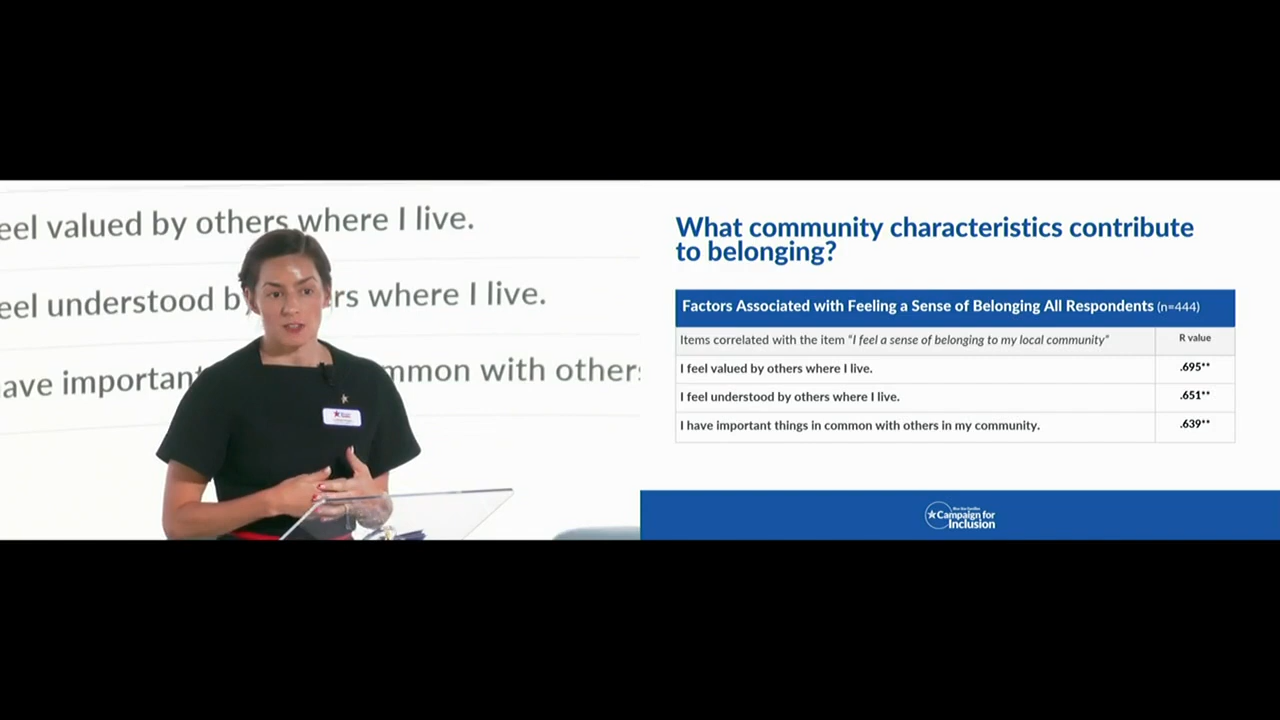 eel valued by others where I live.
eel understood b rs where I live.
ave important mmon with others
What community characteristics contribute
to belonging?
Factors Associated with Feeling a Sense of Belonging All Respondents (n=444)
Items correlated with the item “I feel a sense of belonging to my local community” R value
I feel valued by others where I live. .695**
I feel understood by others where I live. .651**
I have important things in common with others in my community. .639**
Campaign for
Inclusion